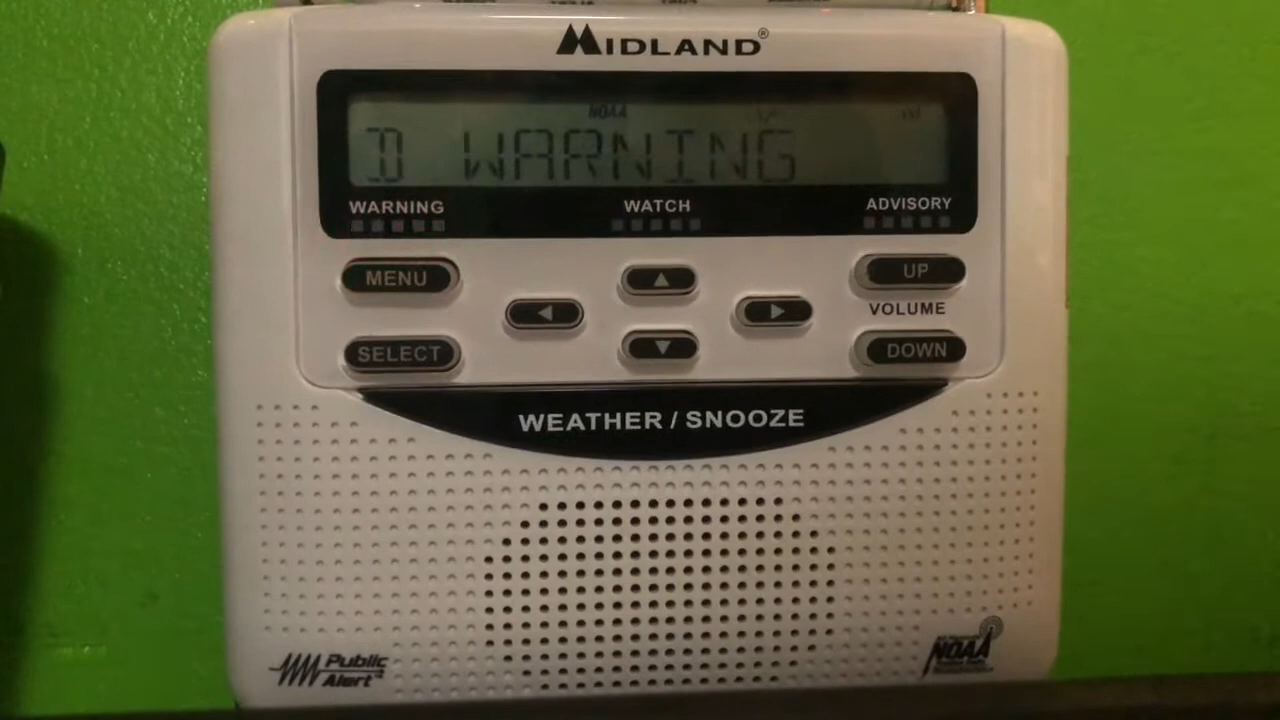 MIDLAND®
NOAA
D WARNING
WARNING WATCH ADVISORY
MENU
UP
VOLUME
SELECT
DOWN
WEATHER / SNOOZE
Public
Alert
NOAA